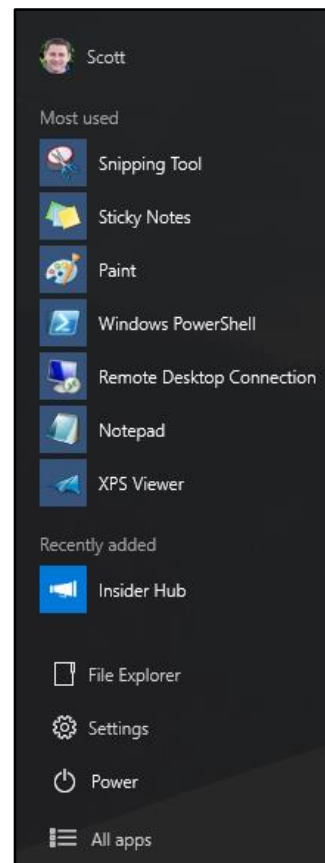 Scott
Most used
Snipping Tool
Sticky Notes
Paint
Windows PowerShell
Remote Desktop Connection
Notepad
XPS Viewer
Recently added
Insider Hub
File Explorer
Settings
Power
All apps